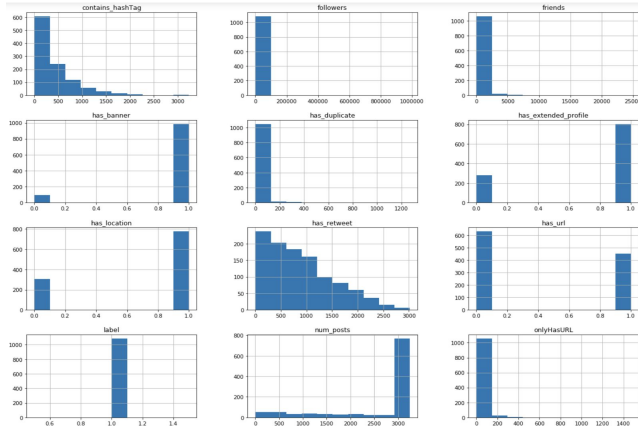 contains_hashTag
600
500
400
300
200
100
0
0 500 1000 1500 2000 2500 3000
followers
1000
800
600
400
200
0
0 200000 400000 600000 800000 1000000
friends
1000
800
600
400
200
0
0 5000 10000 15000 20000 25000
has_banner
1000
800
600
400
200
0
0.0 0.2 0.4 0.6 0.8 1.0
has_duplicate
1000
800
600
400
200
0
0 200 400 600 800 1000 1200
has_extended_profile
800
600
400
200
0
0.0 0.2 0.4 0.6 0.8 1.0
has_location
800
600
400
200
0
0.0 0.2 0.4 0.6 0.8 1.0
has_retweet
200
150
100
50
0
0 500 1000 1500 2000 2500 3000
has_url
600
500
400
300
200
100
0
0.0 0.2 0.4 0.6 0.8 1.0
label
1000
800
600
400
200
0
0.6 0.8 1.0 1.2 1.4
num_posts
800
600
400
200
0
0 500 1000 1500 2000 2500 3000
onlyHasURL
1000
800
600
400
200
0
0 200 400 600 800 1000 1200 1400